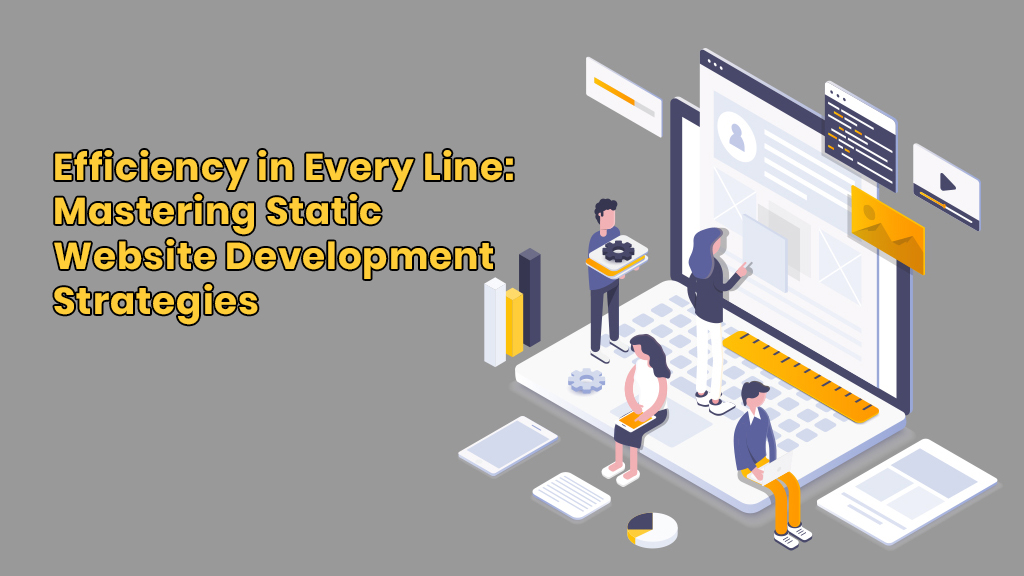 Efficiency in Every Line:
Mastering Static
Website Development
Strategies